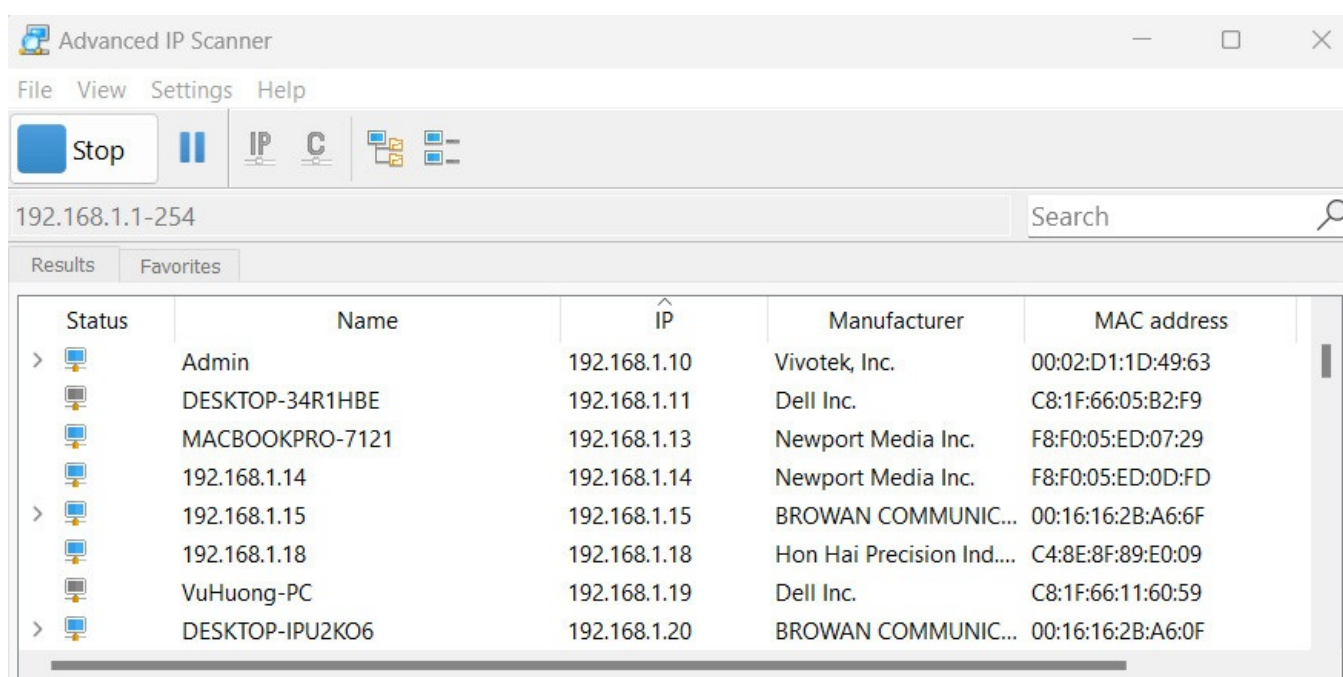 Advanced IP Scanner
File View Settings Help
Stop IP C
192.168.1.1-254 Search
Results Favorites
Status Name IP Manufacturer MAC address
Admin 192.168.1.10 Vivotek, Inc. 00:02:D1:1D:49:63
DESKTOP-34R1HBE 192.168.1.11 Dell Inc. C8:1F:66:05:B2:F9
MACBOOKPRO-7121 192.168.1.13 Newport Media Inc. F8:F0:05:ED:07:29
192.168.1.14 192.168.1.14 Newport Media Inc. F8:F0:05:ED:0D:FD
192.168.1.15 192.168.1.15 BROWAN COMMUNIC... 00:16:16:2B:A6:6F
192.168.1.18 192.168.1.18 Hon Hai Precision Ind.... C4:8E:8F:89:E0:09
VuHuong-PC 192.168.1.19 Dell Inc. C8:1F:66:11:60:59
DESKTOP-IPU2KO6 192.168.1.20 BROWAN COMMUNIC... 00:16:16:2B:A6:0F